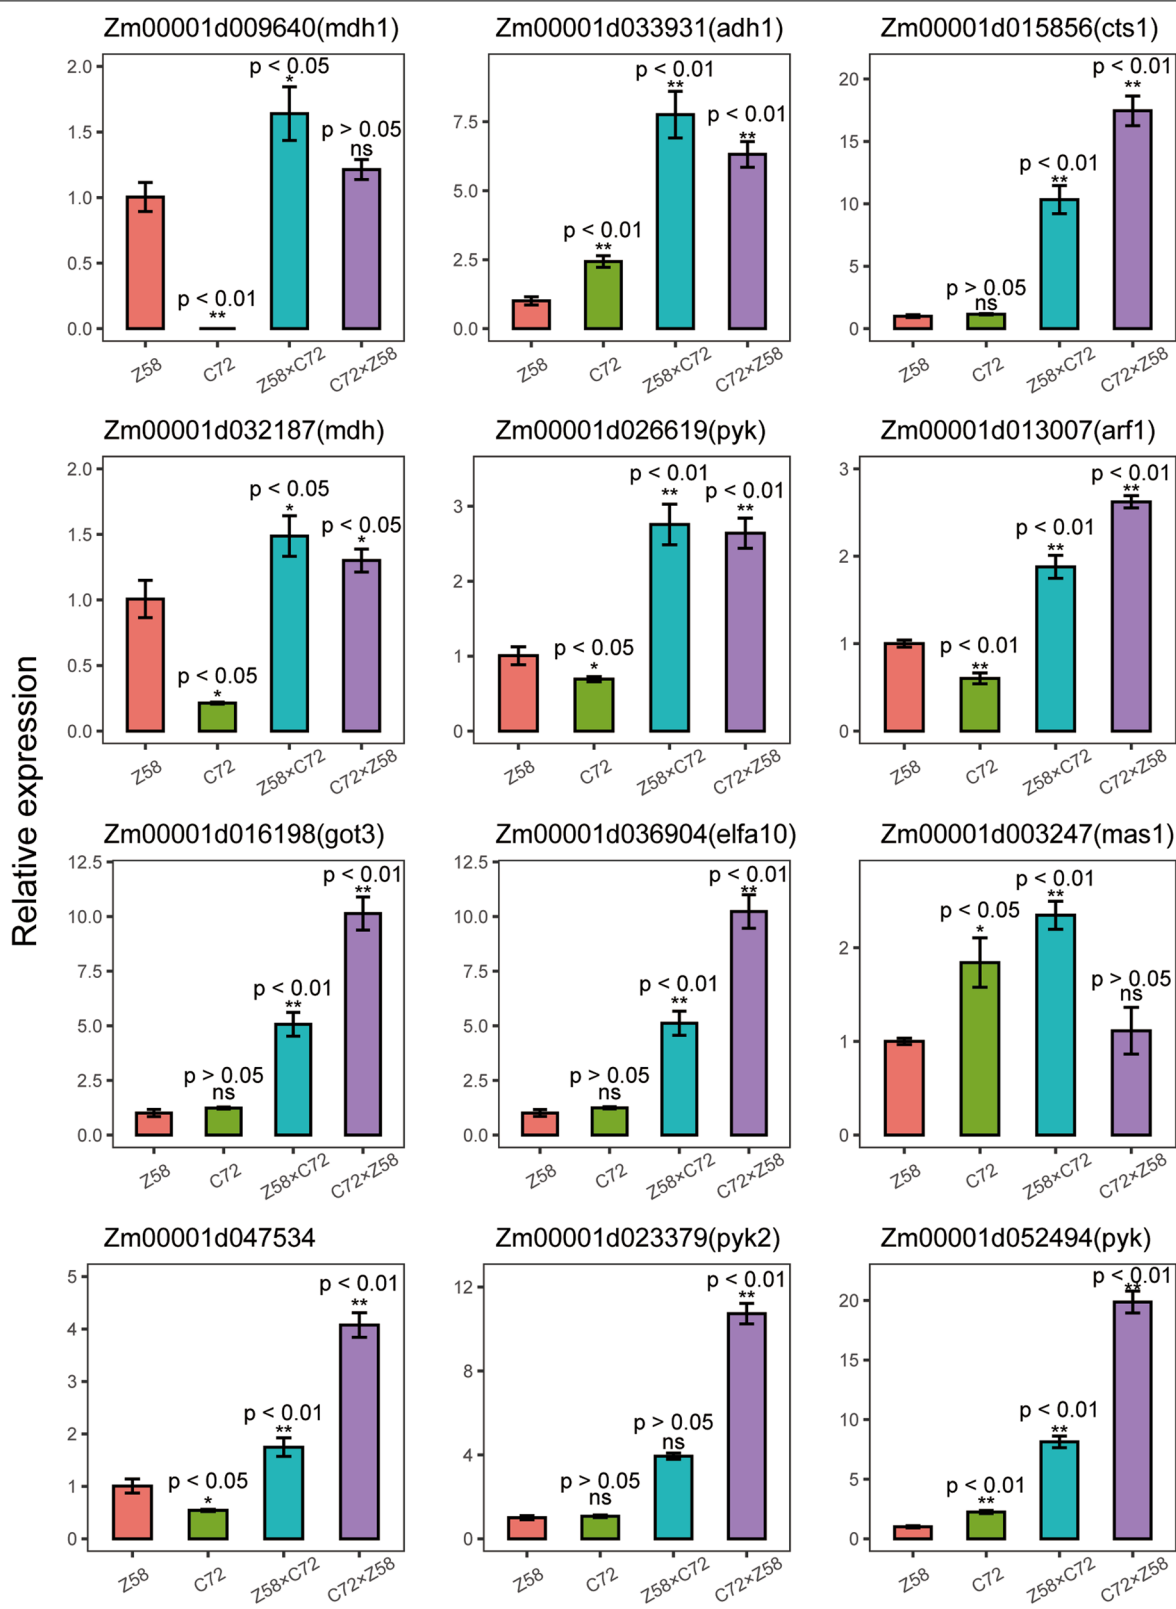 Relative expression
Zm00001d009640(mdh1)
2.0
1.5
1.0
0.5
0.0
p < 0.01
**
p < 0.05
*
p > 0.05
ns
Z58
C72
Z58×C72
C72×Z58
Zm00001d033931(adh1)
7.5
5.0
2.5
0.0
p < 0.01
**
p < 0.01
**
p < 0.01
**
Z58
C72
Z58×C72
C72×Z58
Zm00001d015856(cts1)
20
15
10
5
0
p > 0.05
ns
p < 0.01
**
p < 0.01
**
Z58
C72
Z58×C72
C72×Z58
Zm00001d032187(mdh)
2.0
1.5
1.0
0.5
0.0
p < 0.05
*
p < 0.05
*
p < 0.05
*
Z58
C72
Z58×C72
C72×Z58
Zm00001d026619(pyk)
3
2
1
0
p < 0.05
*
p < 0.01
**
p < 0.01
**
Z58
C72
Z58×C72
C72×Z58
Zm00001d013007(arf1)
3
2
1
0
p < 0.01
**
p < 0.01
**
p < 0.01
**
Z58
C72
Z58×C72
C72×Z58
Zm00001d016198(got3)
12.5
10.0
7.5
5.0
2.5
0.0
p > 0.05
ns
p < 0.01
**
p < 0.01
**
Z58
C72
Z58×C72
C72×Z58
Zm00001d036904(elfa10)
12.5
10.0
7.5
5.0
2.5
0.0
p > 0.05
ns
p < 0.01
**
p < 0.01
**
Z58
C72
Z58×C72
C72×Z58
Zm00001d003247(mas1)
2
1
0
p < 0.05
*
p < 0.01
**
p > 0.05
ns
Z58
C72
Z58×C72
C72×Z58
Zm00001d047534
5
4
3
2
1
0
p < 0.05
*
p < 0.01
**
p < 0.01
**
Z58
C72
Z58×C72
C72×Z58
Zm00001d023379(pyk2)
12
8
4
0
p > 0.05
ns
p > 0.05
ns
p < 0.01
**
Z58
C72
Z58×C72
C72×Z58
Zm00001d052494(pyk)
20
15
10
5
0
p < 0.01
**
p < 0.01
**
p < 0.01
**
Z58
C72
Z58×C72
C72×Z58